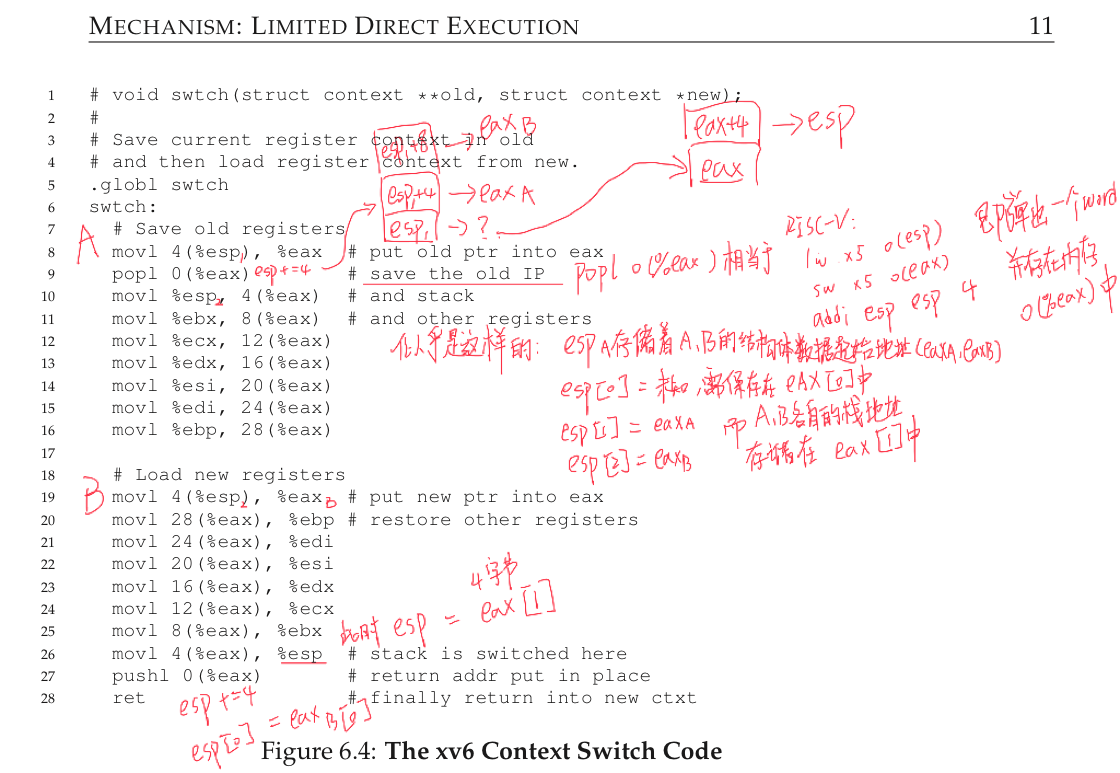 MECHANISM: LIMITED DIRECT EXECUTION 11
1 # void swtch(struct context **old, struct context *new);
2 #
3 # Save current register context in old
4 # and then load register context from new.
5 .globl swtch
6 swtch:
7 # Save old registers
8 movl 4(%esp), %eax # put old ptr into eax
9 popl 0(%eax) # save the old IP
10 movl %esp, 4(%eax) # and stack
11 movl %ebx, 8(%eax) # and other registers
12 movl %ecx, 12(%eax)
13 movl %edx, 16(%eax)
14 movl %esi, 20(%eax)
15 movl %edi, 24(%eax)
16 movl %ebp, 28(%eax)
17
18 # Load new registers
19 movl 4(%esp), %eax # put new ptr into eax
20 movl 28(%eax), %ebp # restore other registers
21 movl 24(%eax), %edi
22 movl 20(%eax), %esi
23 movl 16(%eax), %edx
24 movl 12(%eax), %ecx
25 movl 8(%eax), %ebx
26 movl 4(%eax), %esp # stack is switched here
27 pushl 0(%eax) # return addr put in place
28 ret # finally return into new ctxt
Figure 6.4: The xv6 Context Switch Code
esp₁+8 → eax B
esp₁+4 → eax A
esp₁ → ?
eax+4 → esp
eax
A
1
esp+=4
2
popl 0(%eax) 相当于
RISC-V:
lw x5 0(esp)
sw x5 0(eax)
addi esp esp 4
弹出一个word
并存在内存
0(%eax)中
似乎是这样的: esp A存储着A,B的结构体数据起始地址(eaxA,eaxB)
esp[0] = 未知,需保存在 eAX[0]中
esp[1] = eaxA 而A,B各自的栈地址
esp[2] = eaxB 存储在 eax[1]中
B
2
B
4字节
此时 esp = eax[1]
esp+=4
esp[0] = eaxB[0]